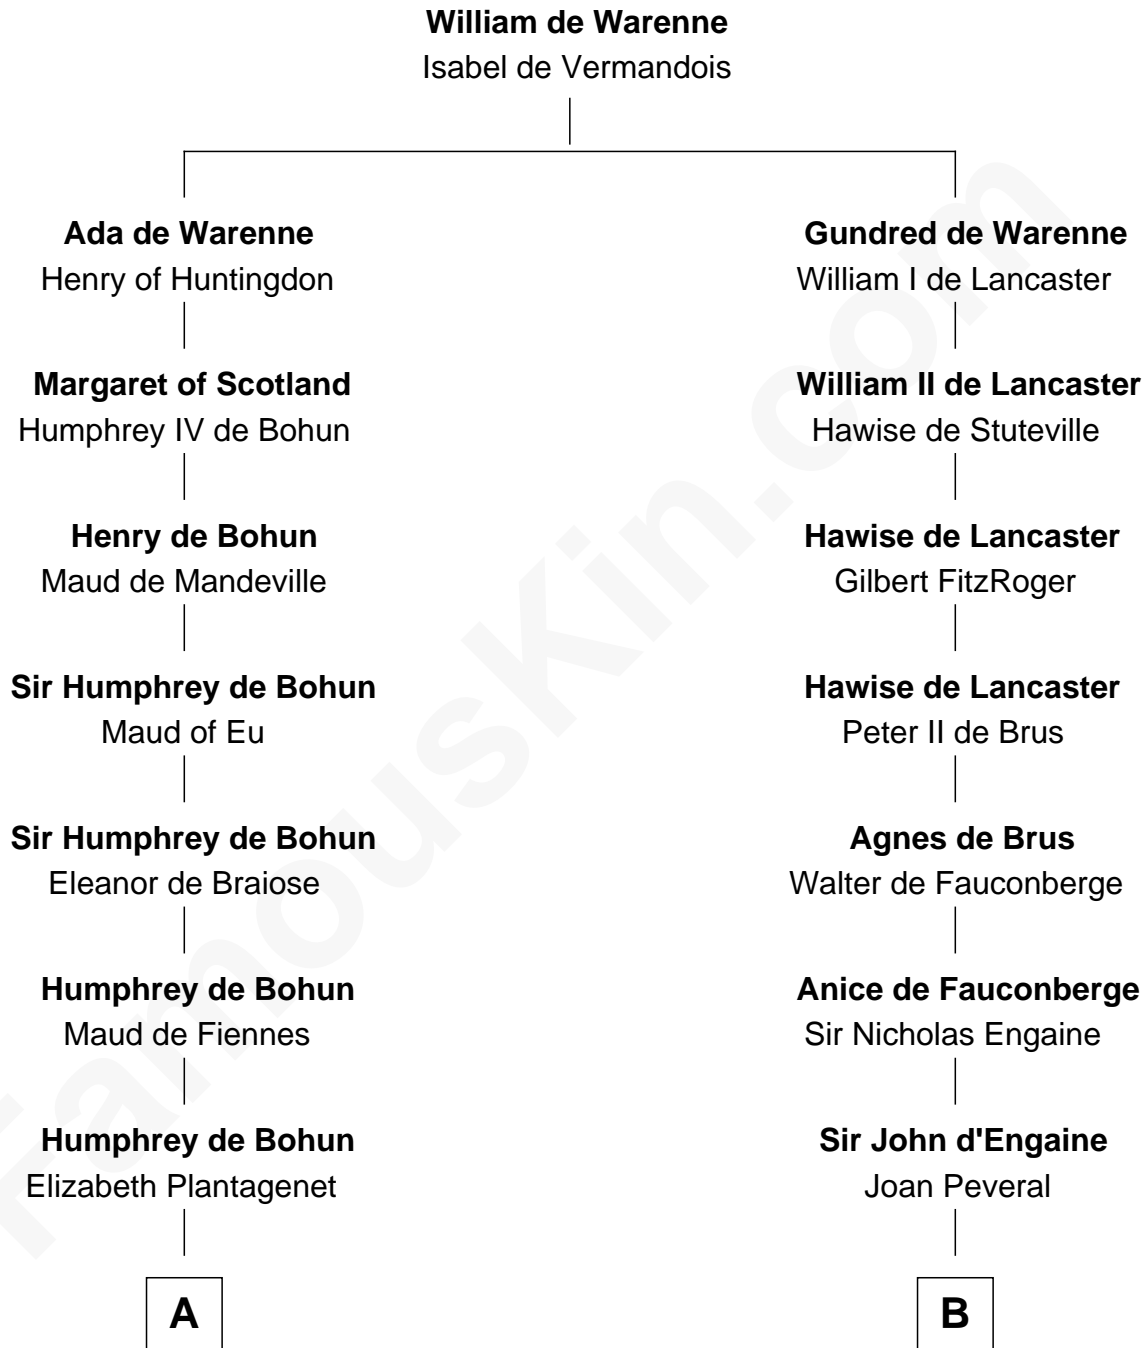 William de Warenne
Isabel de Vermandois
Ada de Warenne
Henry of Huntingdon
Margaret of Scotland
Humphrey IV de Bohun
Henry de Bohun
Maud de Mandeville
Sir Humphrey de Bohun
Maud of Eu
Sir Humphrey de Bohun
Eleanor de Braiose
Humphrey de Bohun
Maud de Fiennes
Humphrey de Bohun
Elizabeth Plantagenet
A
Gundred de Warenne
William I de Lancaster
William II de Lancaster
Hawise de Stuteville
Hawise de Lancaster
Gilbert FitzRoger
Hawise de Lancaster
Peter II de Brus
Agnes de Brus
Walter de Fauconberge
Anice de Fauconberge
Sir Nicholas Engaine
Sir John d'Engaine
Joan Peveral
B
FamousKin.com